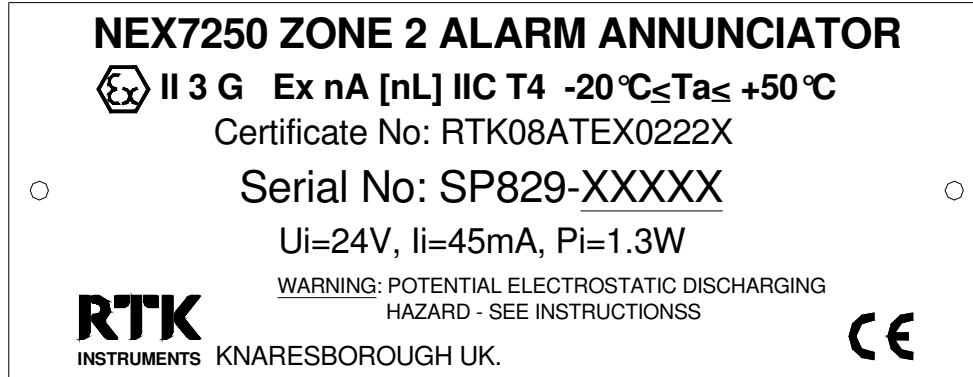 NEX7250 ZONE 2 ALARM ANNUNCIATOR
Ex II 3 G Ex nA [nL] IIC T4 -20°C≤Ta≤ +50°C
Certificate No: RTK08ATEX0222X
Serial No: SP829-XXXXX
Ui=24V, Ii=45mA, Pi=1.3W
WARNING: POTENTIAL ELECTROSTATIC DISCHARGING
HAZARD - SEE INSTRUCTIONSS
RTK
INSTRUMENTS KNARESBOROUGH UK.
CE